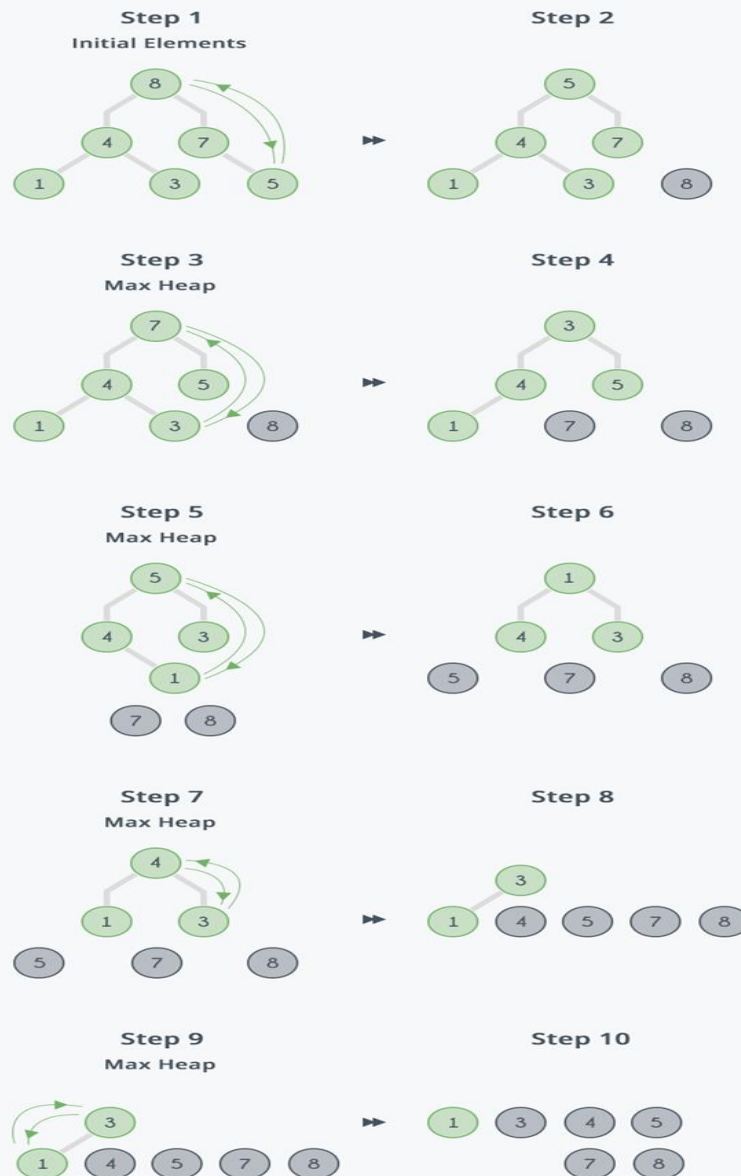 Step 1
Initial Elements
8
4 7
1 3 5
Step 2
5
4 7
1 3 8
Step 3
Max Heap
7
4 5
1 3 8
Step 4
3
4 5
1 7 8
Step 5
Max Heap
5
4 3
1
7 8
Step 6
1
4 3
5 7 8
Step 7
Max Heap
4
1 3
5 7 8
Step 8
3
1 4 5 7 8
Step 9
Max Heap
3
1 4 5 7 8
Step 10
1 3 4 5
7 8